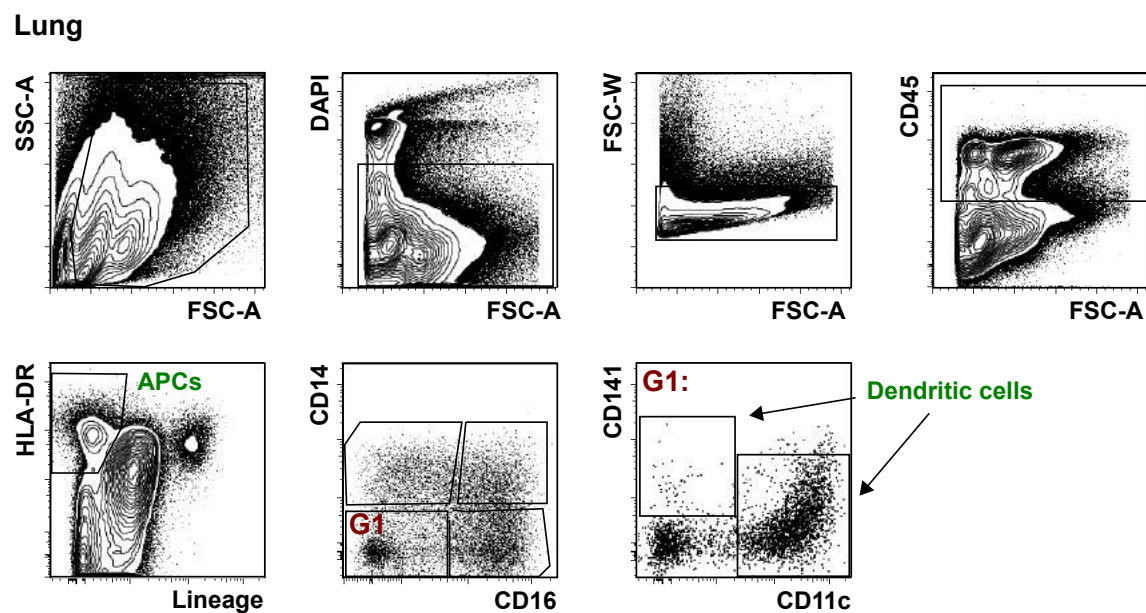 Lung
SSC-A
FSC-A
DAPI
FSC-A
FSC-W
FSC-A
CD45
FSC-A
HLA-DR
APCs
Lineage
CD14
G1
CD16
CD141
G1:
Dendritic cells
CD11c